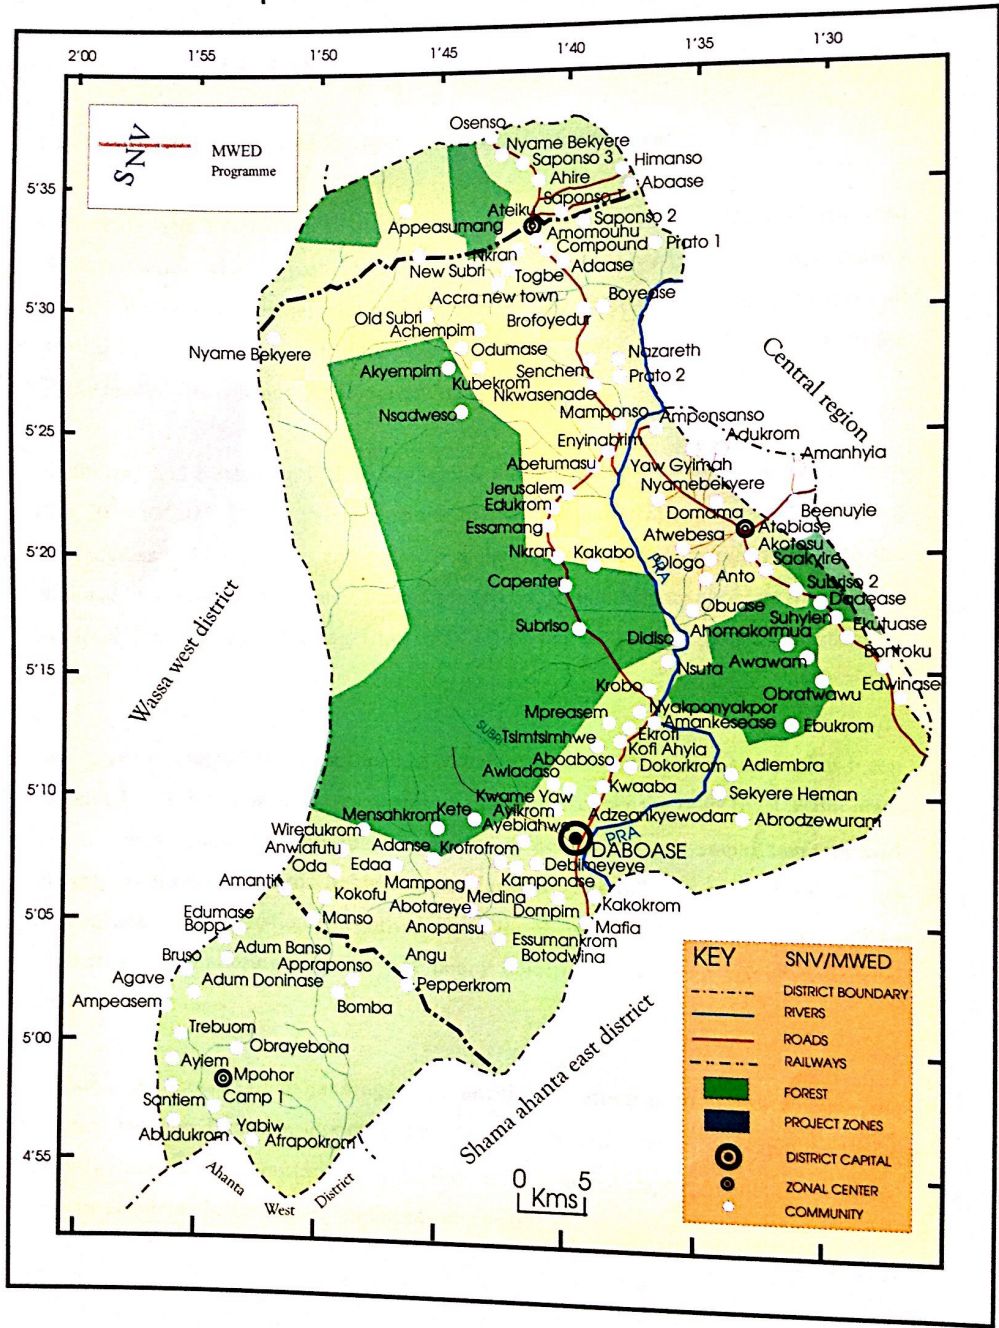 2'00
1'55
1'50
1'45
1'40
1'35
1'30
SNV
Netherlands development organisation
MWED
Programme
5'35
5'30
5'25
5'20
5'15
5'10
5'05
5'00
4'55
Osenso
Nyame Bekyere
Saponso 3
Himanso
Ahire
Abaase
Saponso 1
Ateiku
Saponso 2
Appeasumang
Amomouhu
Compound
Prato 1
Nkran
Adaase
New Subri
Togbe
Accra new town
Boyease
Old Subri
Brofoyedur
Achempim
Nyame Bekyere
Odumase
Nazareth
Akyempim
Senchem
Prato 2
Kubekrom
Nkwasenade
Nsadweso
Mamponso
Amponsanso
Adukrom
Enyinabrim
Amanhyia
Abetumasu
Yaw Gyimah
Nyamebekyere
Jerusalem
Edukrom
Domama
Beenuyie
Essamang
Atobiase
Atwebesa
Akotosu
Nkran
Kakabo
Ologo
Saakyire
PRA
Anto
Subriso 2
Capenter
Dadease
Obuase
Suhyien
Subriso
Ekutuase
Didiso
Ahomakormua
Bontoku
Nsuta
Awawam
Krobo
Obratwawu
Edwinase
Mpreasem
Nyakponyakpor
Amankesease
Ebukrom
SUBRI
Tsimtsimhwe
Ekrofi
Kofi Ahyia
Aboaboso
Dokorkrom
Adiembra
Awiadaso
Kwaaba
Sekyere Heman
Kwame Yaw
Mensahkrom
Kete
Ayikrom
Adzeankyewodam
Abrodzewuram
Wiredukrom
Ayebiahwe
PRA
Anwiafutu
Adanse
Krotrofrom
DABOASE
Oda
Edaa
Debimeyeye
Amantin
Mampong
Kamponase
Kokofu
Medina
Kakokrom
Abotareye
Dompim
Edumase
Manso
Anopansu
Mafia
Bopp
Essumankrom
Adum Banso
Bruso
Angu
Botodwina
Appraponso
Agave
Adum Doninase
Pepperkrom
Ampeasem
Bomba
Trebuom
Obrayebona
Ayiem
Mpohor
Santiem
Camp 1
Abudukrom
Yabiw
Afrapokrom
Central region
Wassa west district
Shama ahanta east district
Ahanta
West
District
0 5
Kms
KEY SNV/MWED
DISTRICT BOUNDARY
RIVERS
ROADS
RAILWAYS
FOREST
PROJECT ZONES
DISTRICT CAPITAL
ZONAL CENTER
COMMUNITY